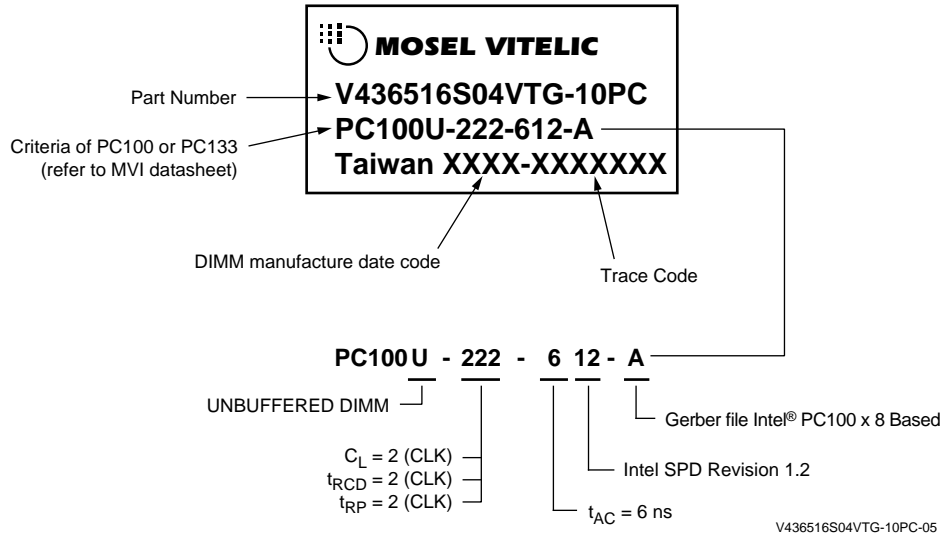 MOSEL VITELIC
Part Number
V436516S04VTG-10PC
Criteria of PC100 or PC133
(refer to MVI datasheet)
PC100U-222-612-A
Taiwan XXXX-XXXXXXX
DIMM manufacture date code
Trace Code
PC100 U - 222 - 6 12 - A
UNBUFFERED DIMM
Gerber file Intel® PC100 x 8 Based
CL = 2 (CLK)
tRCD = 2 (CLK)
tRP = 2 (CLK)
Intel SPD Revision 1.2
tAC = 6 ns
V436516S04VTG-10PC-05